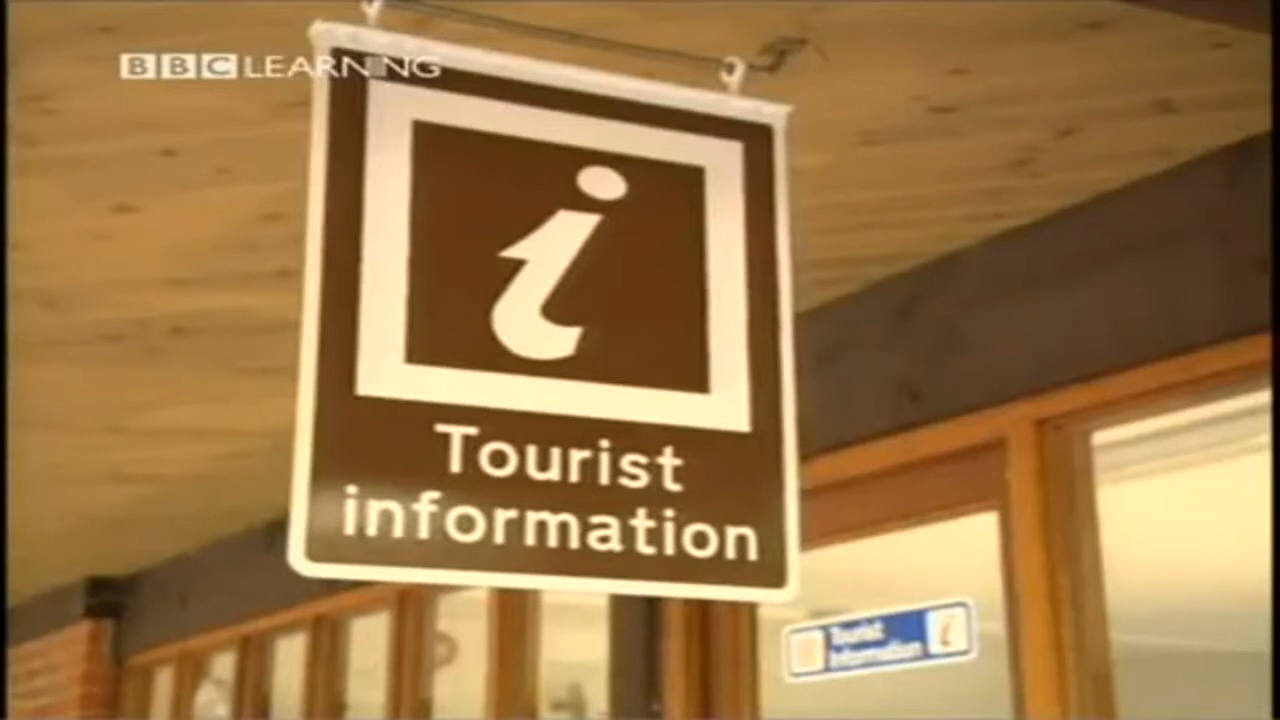 BBC LEARNING
i
Tourist
information
Tourist
Information
i